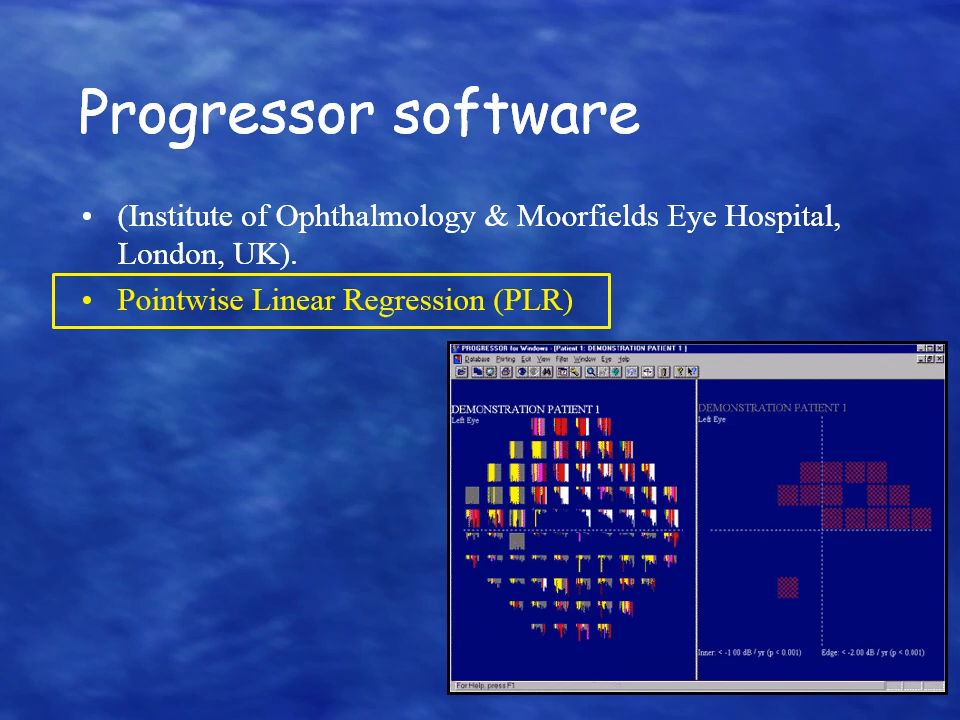 Progressor software
• (Institute of Ophthalmology & Moorfields Eye Hospital,
London, UK).
• Pointwise Linear Regression (PLR)
PROGRESSOR for Windows - [Patient 1: DEMONSTRATION PATIENT 1 ]
Database Printing Exit View Filter Window Eye Help
DEMONSTRATION PATIENT 1
Left Eye
DEMONSTRATION PATIENT 1
Left Eye
Inner: < -1.00 dB / yr (p < 0.001) Edge: < -2.00 dB / yr (p < 0.001)
For Help, press F1